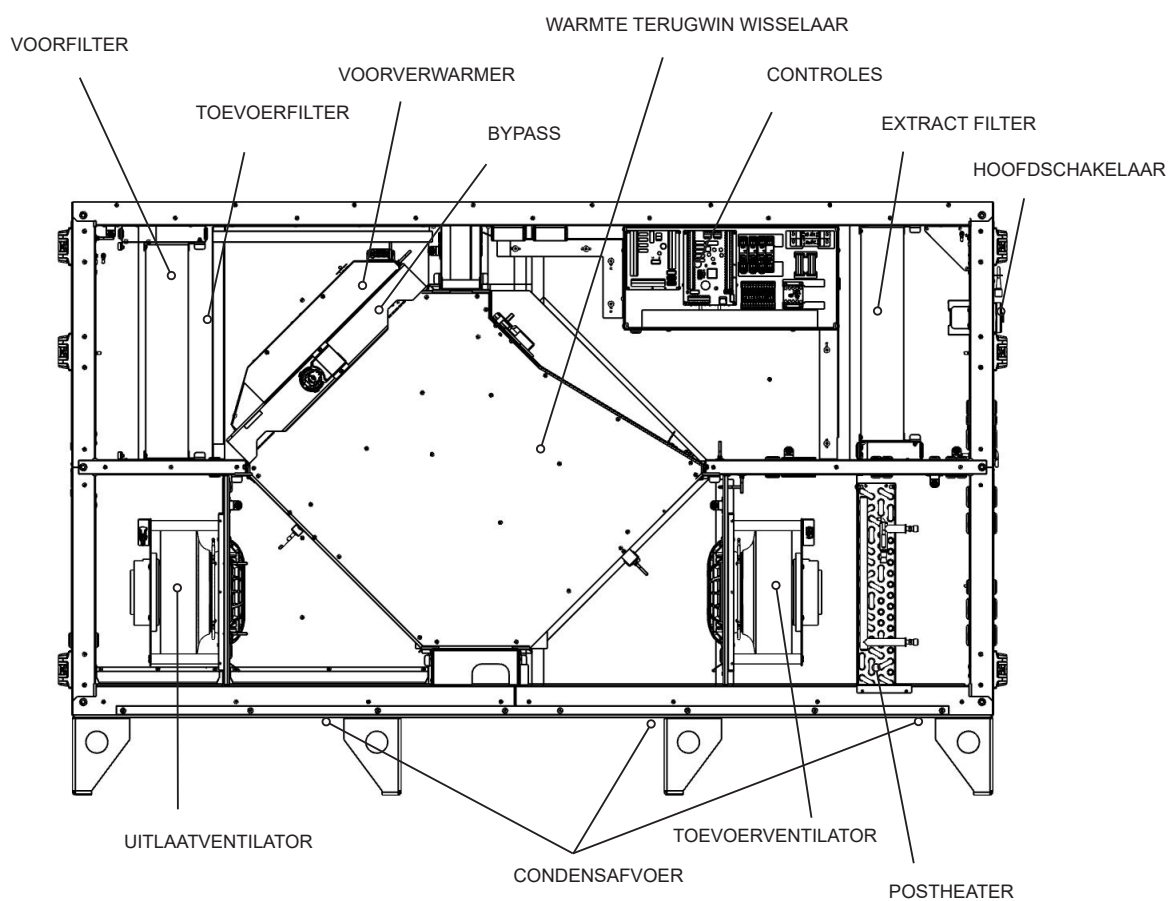 WARMTE TERUGWIN WISSELAAR
VOORFILTER
VOORVERWARMER
CONTROLES
TOEVOERFILTER
BYPASS
EXTRACT FILTER
HOOFDSCHAKELAAR
UITLAATVENTILATOR
TOEVOERVENTILATOR
CONDENSAFVOER
POSTHEATER